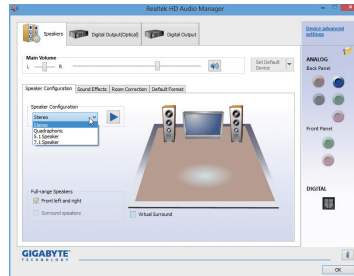 Realtek HD Audio Manager
Speakers
Digital Output(Optical)
Digital Output
Device advanced
settings
Main Volume
L
R
Set Default
Device
ANALOG
Back Panel
Speaker Configuration
Sound Effects
Room Correction
Default Format
Speaker Configuration
Stereo
Stereo
Quadraphonic
5.1 Speaker
7.1 Speaker
Front Panel
Full-range Speakers
Front left and right
Surround speakers
Virtual Surround
DIGITAL
GIGABYTE
TECHNOLOGY
OK